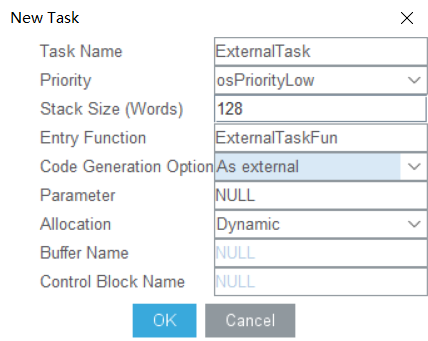 New Task
Task Name ExternalTask
Priority osPriorityLow
Stack Size (Words) 128
Entry Function ExternalTaskFun
Code Generation Option As external
Parameter NULL
Allocation Dynamic
Buffer Name NULL
Control Block Name NULL
OK Cancel